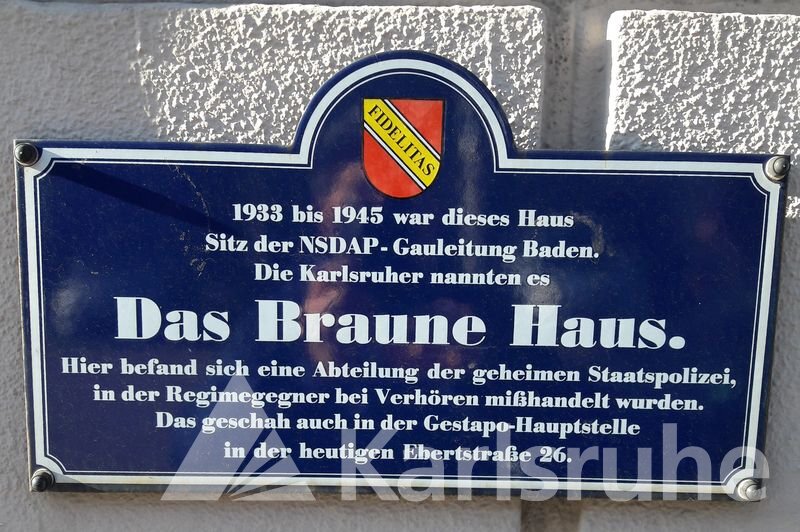 FIDELITAS
1933 bis 1945 war dieses Haus
Sitz der NSDAP-Gauleitung Baden.
Die Karlsruher nannten es
Das Braune Haus.
Hier befand sich eine Abteilung der geheimen Staatspolizei,
in der Regimegegner bei Verhören mißhandelt wurden.
Das geschah auch in der Gestapo-Hauptstelle
in der heutigen Ebertstraße 26.
Karlsruhe